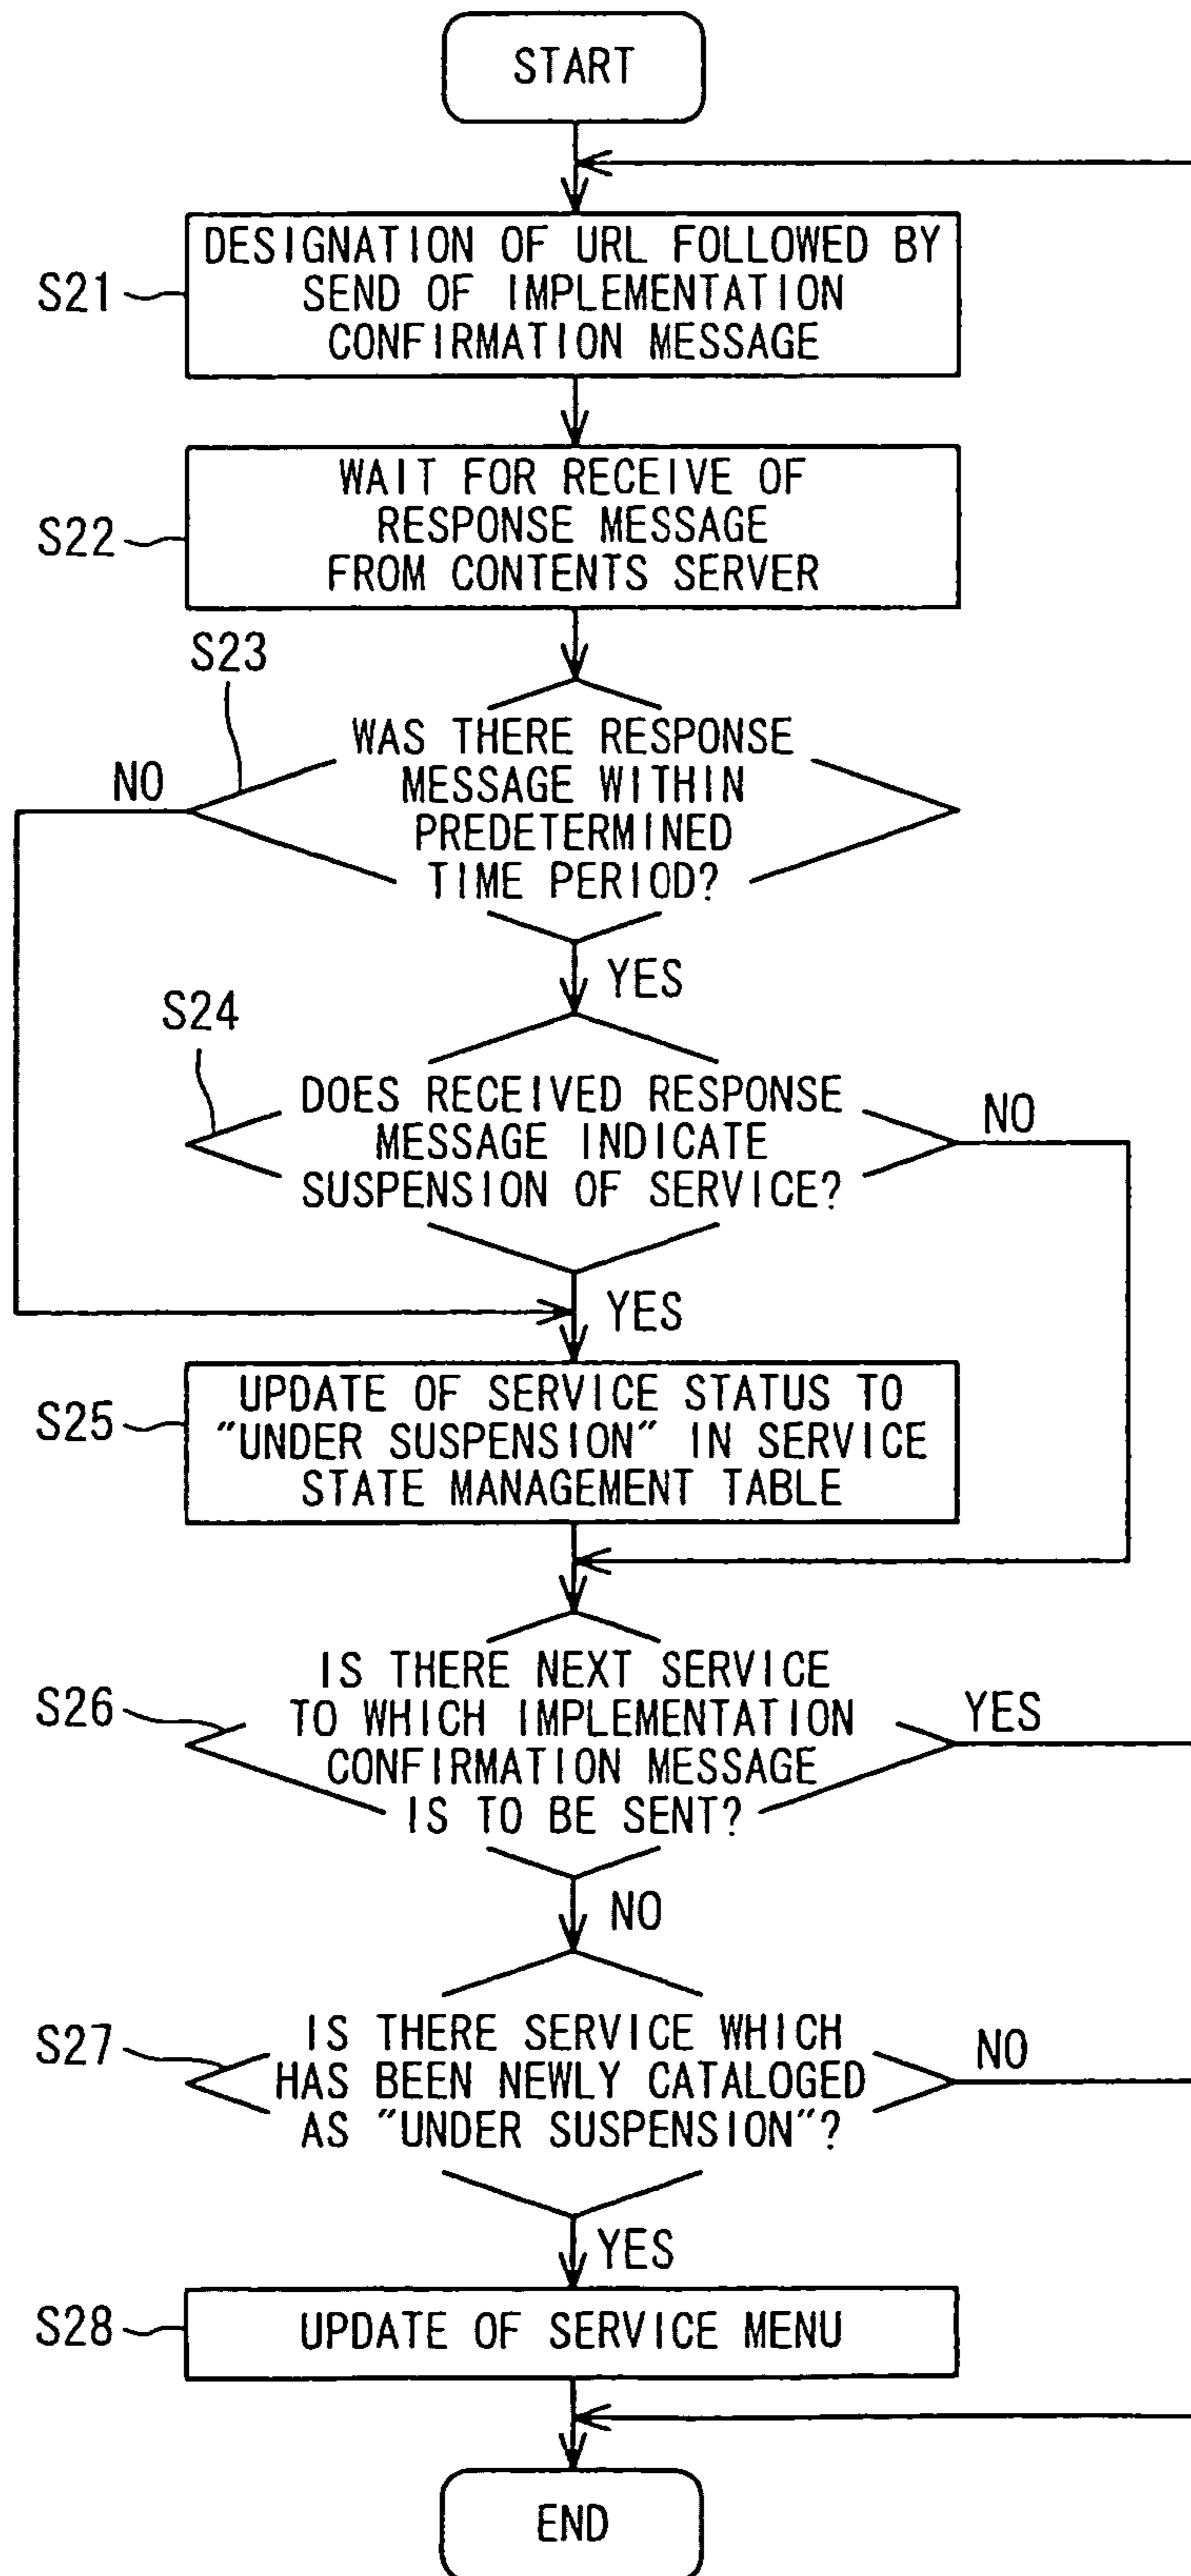 START
S21
DESIGNATION OF URL FOLLOWED BY
SEND OF IMPLEMENTATION
CONFIRMATION MESSAGE
S22
WAIT FOR RECEIVE OF
RESPONSE MESSAGE
FROM CONTENTS SERVER
S23
WAS THERE RESPONSE
MESSAGE WITHIN
PREDETERMINED
TIME PERIOD?
NO
YES
S24
DOES RECEIVED RESPONSE
MESSAGE INDICATE
SUSPENSION OF SERVICE?
NO
YES
S25
UPDATE OF SERVICE STATUS TO
"UNDER SUSPENSION" IN SERVICE
STATE MANAGEMENT TABLE
S26
IS THERE NEXT SERVICE
TO WHICH IMPLEMENTATION
CONFIRMATION MESSAGE
IS TO BE SENT?
YES
NO
S27
IS THERE SERVICE WHICH
HAS BEEN NEWLY CATALOGED
AS "UNDER SUSPENSION"?
NO
YES
S28
UPDATE OF SERVICE MENU
END